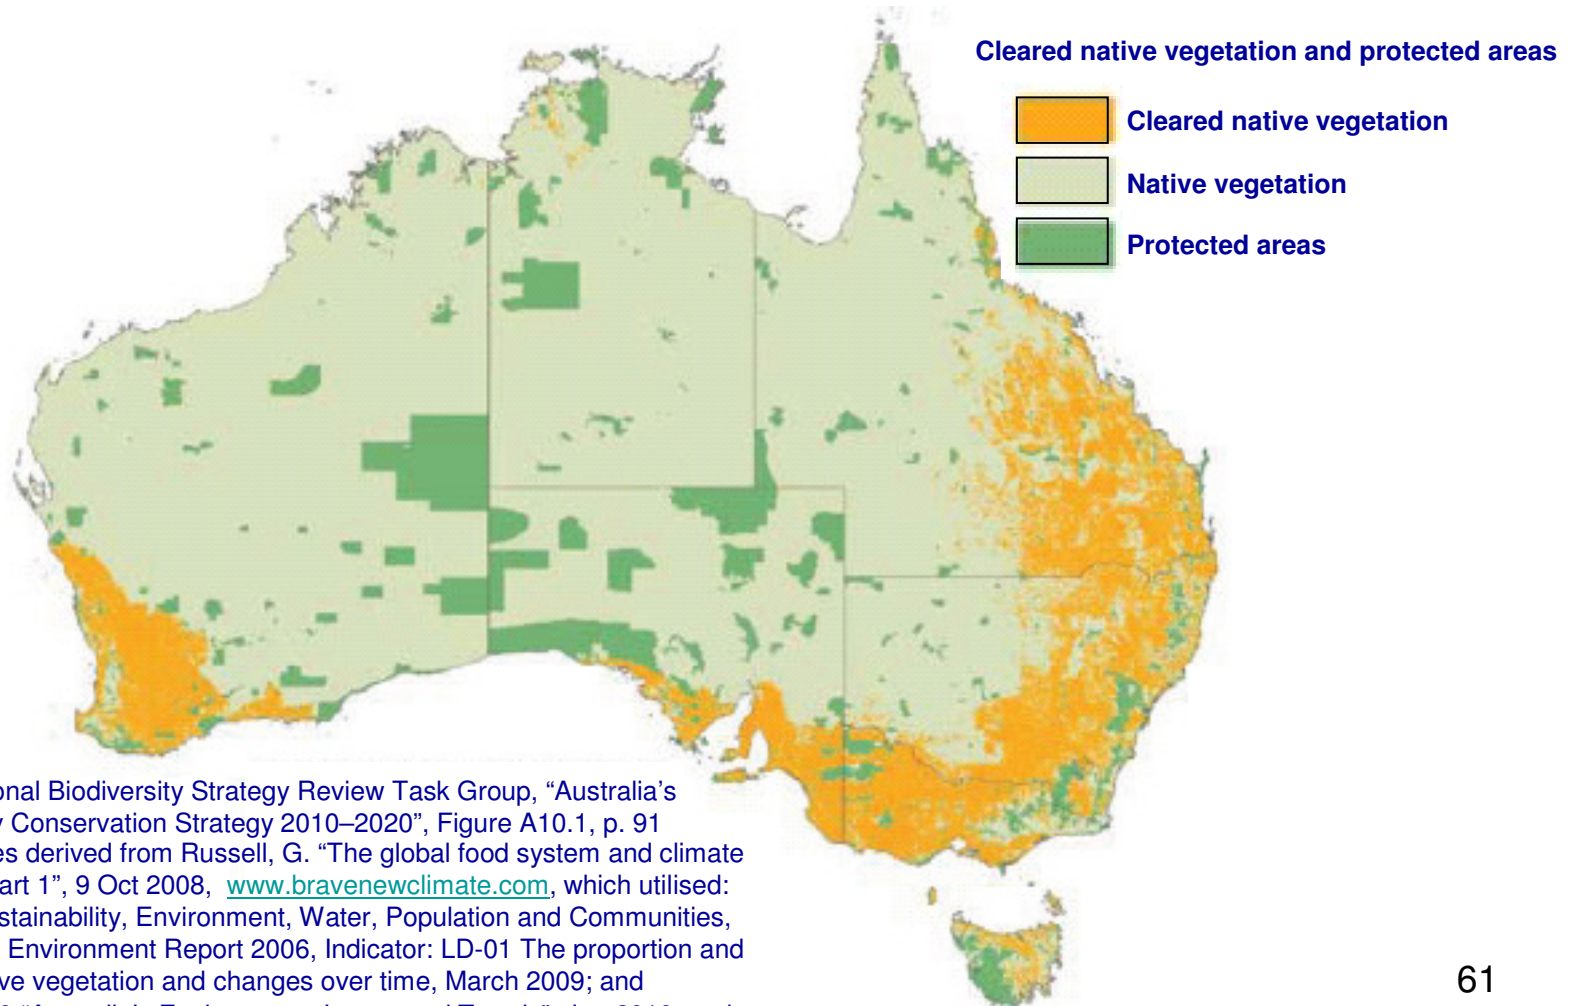 Cleared native vegetation and protected areas
Cleared native vegetation
Native vegetation
Protected areas
onal Biodiversity Strategy Review Task Group, “Australia’s
y Conservation Strategy 2010–2020”, Figure A10.1, p. 91
es derived from Russell, G. “The global food system and climate
art 1”, 9 Oct 2008, www.bravenewclimate.com, which utilised:
stainability, Environment, Water, Population and Communities,
Environment Report 2006, Indicator: LD-01 The proportion and
ve vegetation and changes over time, March 2009; and
61